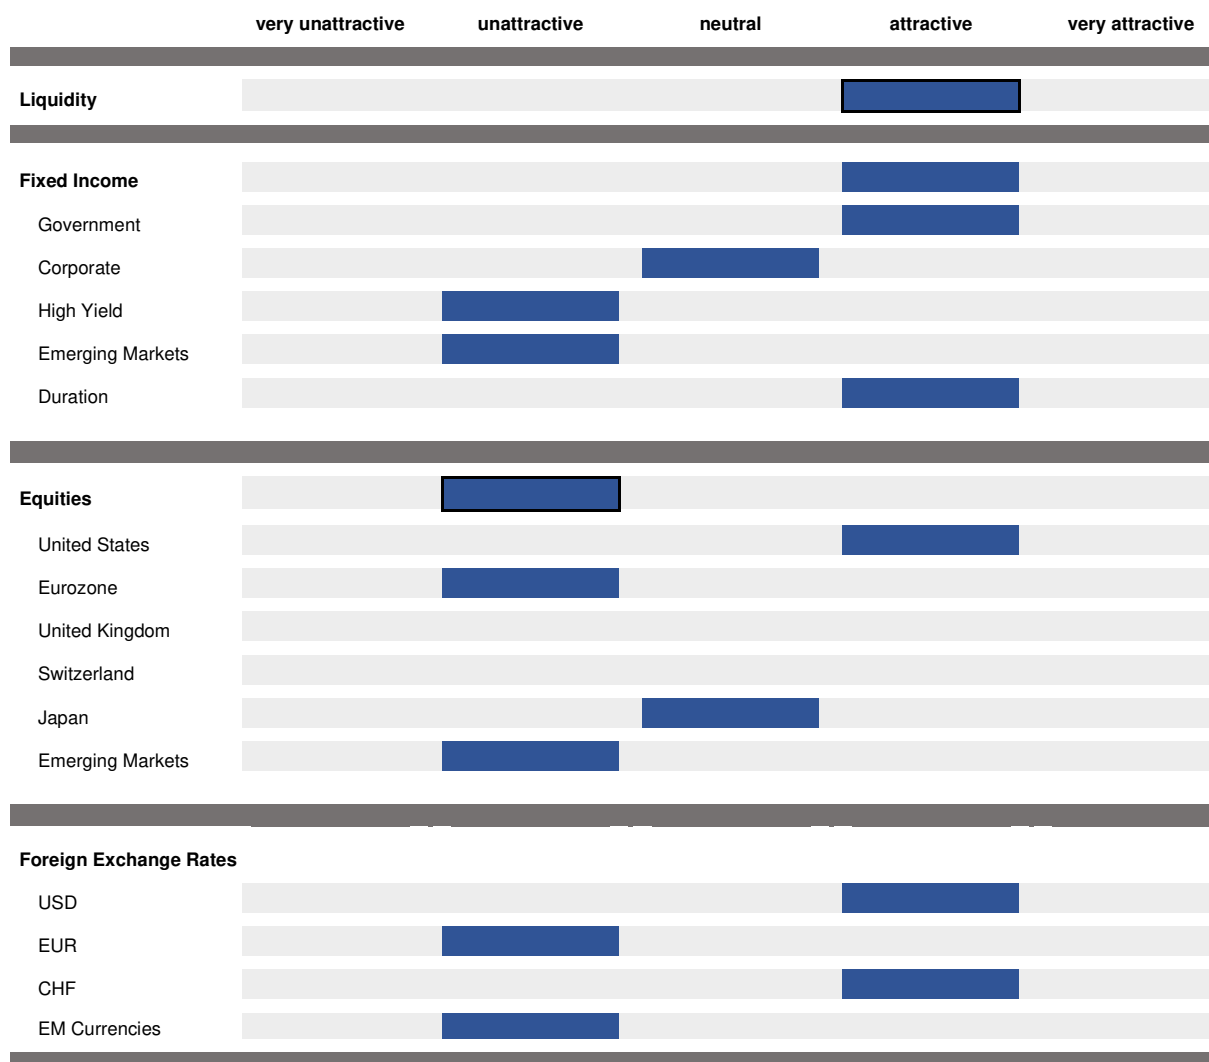 very unattractive unattractive neutral attractive very attractive
Liquidity
Fixed Income
Government
Corporate
High Yield
Emerging Markets
Duration
Equities
United States
Eurozone
United Kingdom
Switzerland
Japan
Emerging Markets
Foreign Exchange Rates
USD
EUR
CHF
EM Currencies